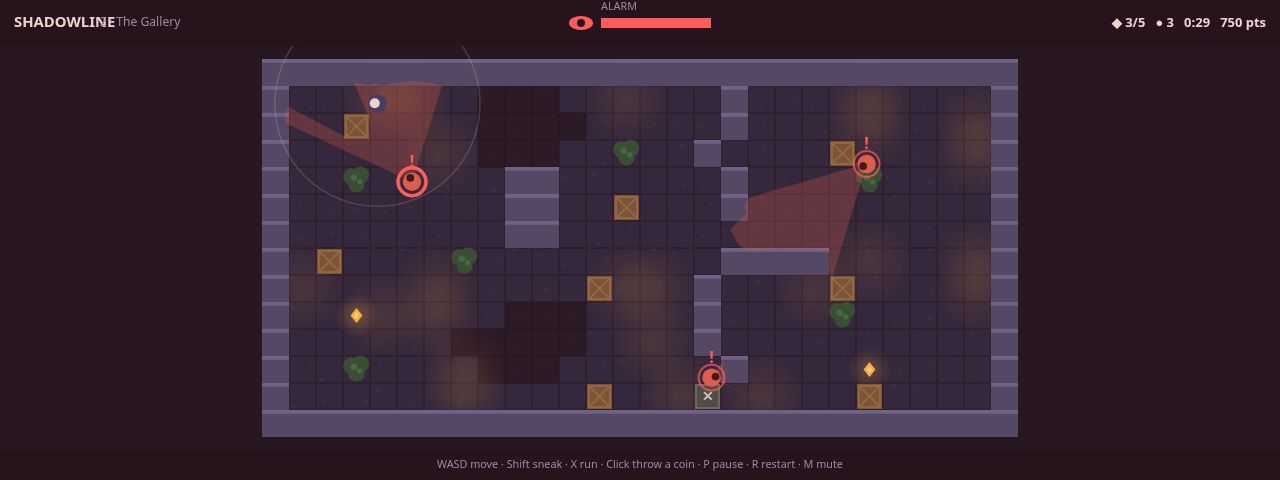 SHADOWLINE The Gallery
ALARM
◆ 3/5 ● 3 0:29 750 pts
!
!
!
×
WASD move · Shift sneak · X run · Click throw a coin · P pause · R restart · M mute